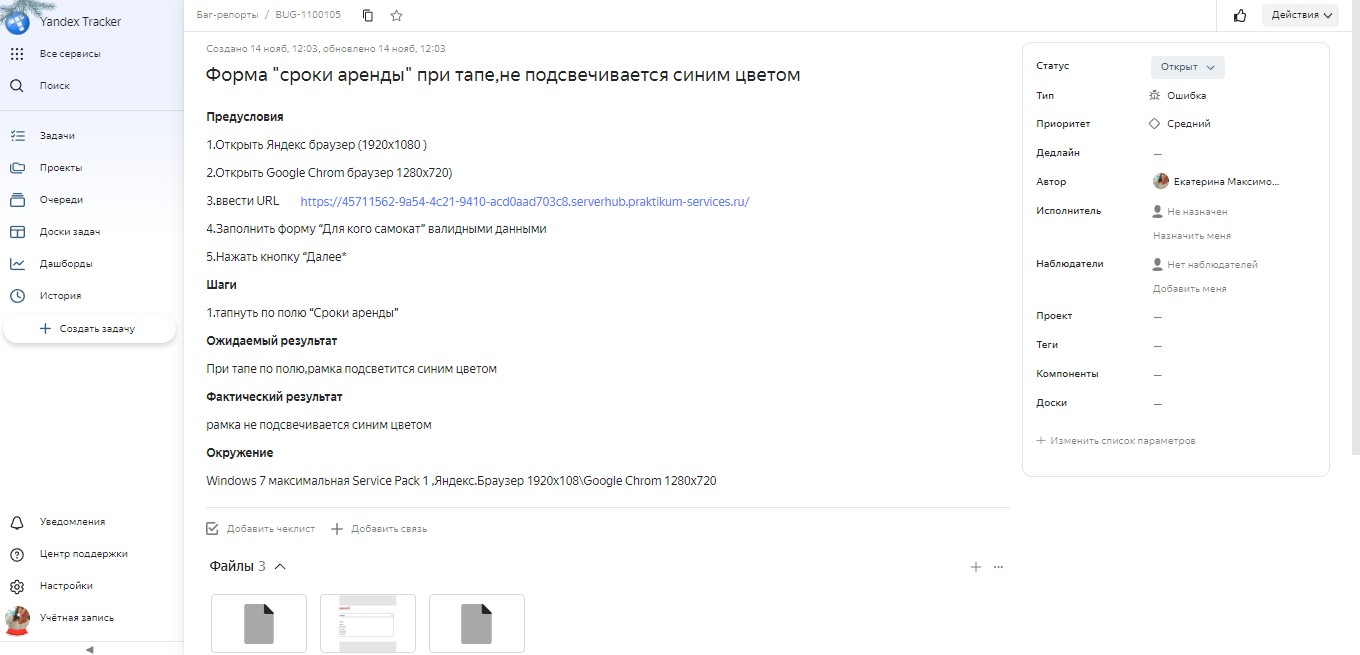 Yandex Tracker
Все сервисы
Поиск
Задачи
Проекты
Очереди
Доски задач
Дашборды
История
Создать задачу
Уведомления
Центр поддержки
Настройки
Учётная запись
Баг-репорты / BUG-1100105
Действия
Создано 14 нояб, 12:03, обновлено 14 нояб, 12:03
Форма "сроки аренды" при тапе,не подсвечивается синим цветом
Предусловия
1.Открыть Яндекс браузер (1920х1080 )
2.Открыть Google Chrom браузер 1280х720)
3.ввести URL https://45711562-9a54-4c21-9410-acd0aad703c8.serverhub.praktikum-services.ru/
4.Заполнить форму “Для кого самокат” валидными данными
5.Нажать кнопку “Далее*
Шаги
1.тапнуть по полю “Сроки аренды”
Ожидаемый результат
При тапе по полю,рамка подсветится синим цветом
Фактический результат
рамка не подсвечивается синим цветом
Окружение
Windows 7 максимальная Service Pack 1 ,Яндекс.Браузер 1920х108\Google Chrom 1280х720
Добавить чеклист
Добавить связь
Файлы 3
Статус
Открыт
Тип
Ошибка
Приоритет
Средний
Дедлайн
—
Автор
Екатерина Максимо...
Исполнитель
Не назначен
Назначить меня
Наблюдатели
Нет наблюдателей
Добавить меня
Проект
—
Теги
—
Компоненты
—
Доски
—
Изменить список параметров